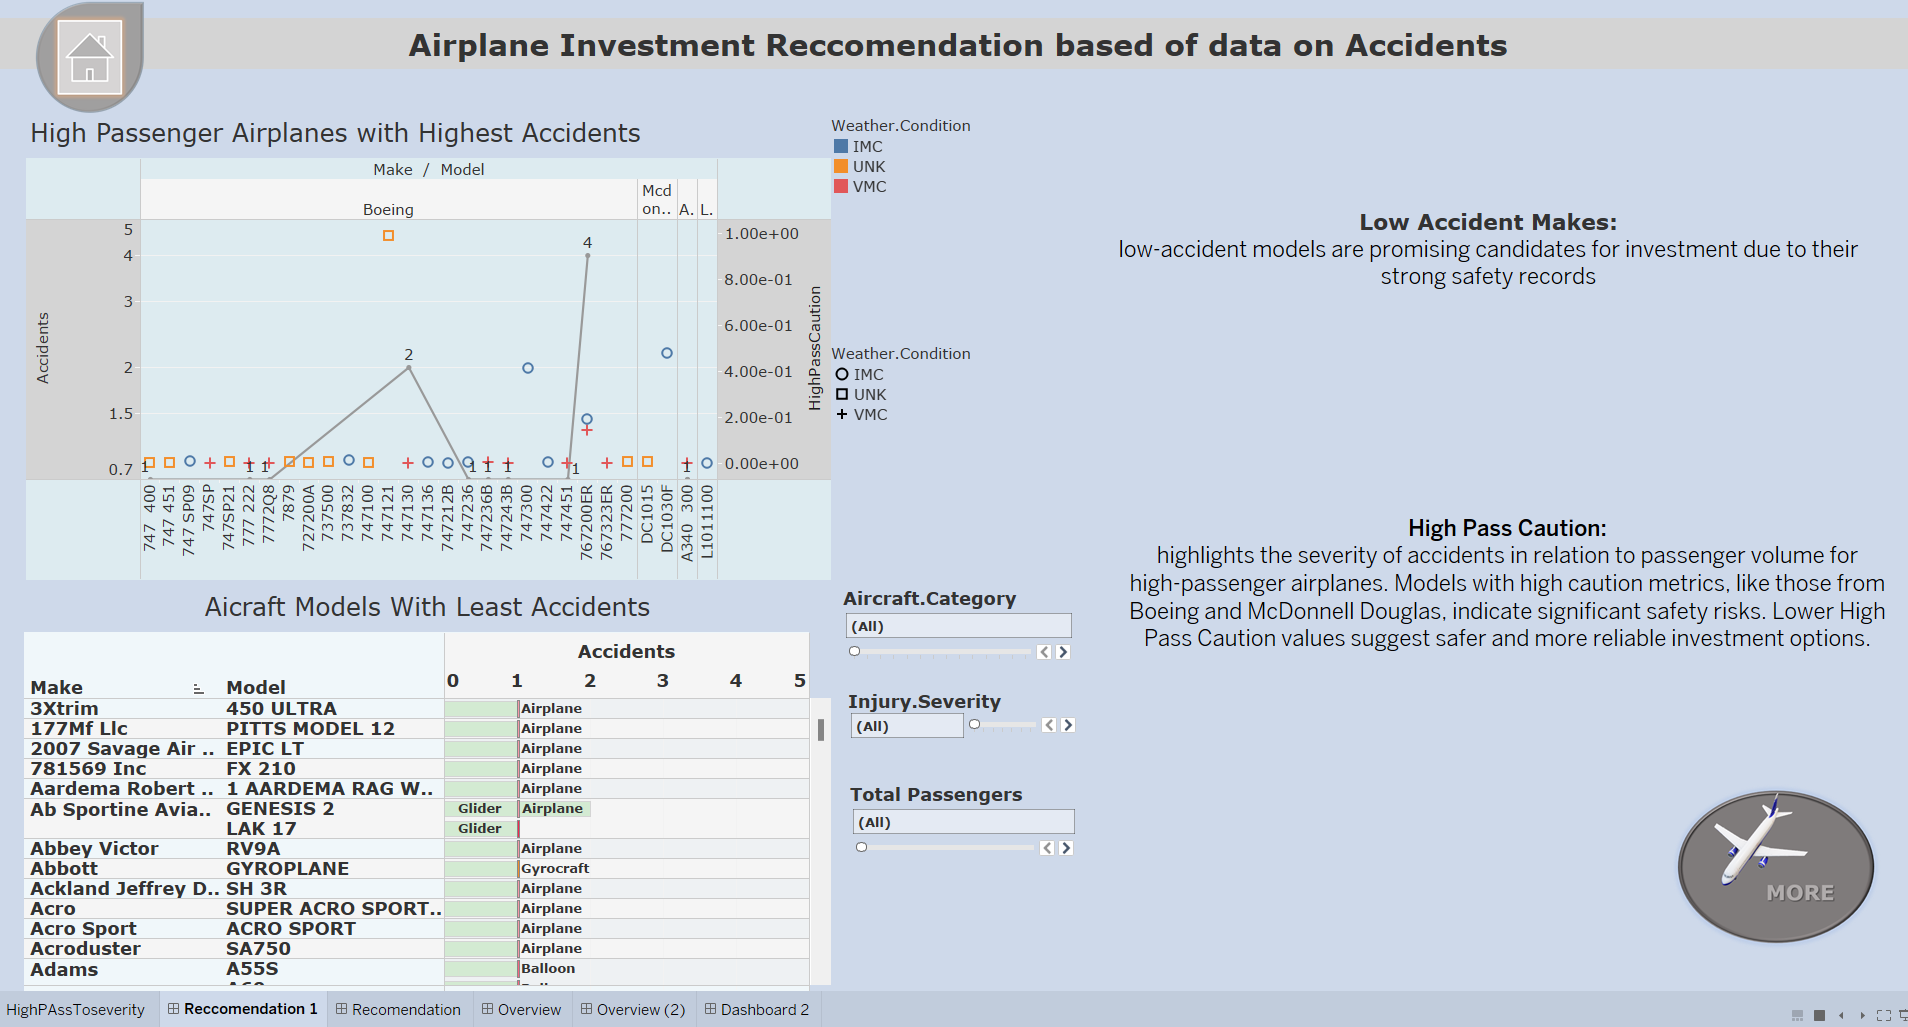 Airplane Investment Reccomendation based of data on Accidents
High Passenger Airplanes with Highest Accidents
Make / Model
Boeing
Mcd
on..
A.
L.
Accidents
5
4
3
2
1.5
0.7
1
1
1
2
1
1
1
1
4
1
1.00e+00
8.00e-01
6.00e-01
4.00e-01
2.00e-01
0.00e+00
HighPassCaution
747 400
747 451
747 SP09
747SP
747SP21
777 222
7772Q8
7879
727200A
737500
737832
747100
747121
747130
747136
747212B
747236
747236B
747243B
747300
747422
747451
767200ER
767323ER
777200
DC1015
DC1030F
A340 300
L1011100
Weather.Condition
IMC
UNK
VMC
Weather.Condition
IMC
UNK
VMC
Low Accident Makes:
low-accident models are promising candidates for investment due to their
strong safety records
High Pass Caution:
highlights the severity of accidents in relation to passenger volume for
high-passenger airplanes. Models with high caution metrics, like those from
Boeing and McDonnell Douglas, indicate significant safety risks. Lower High
Pass Caution values suggest safer and more reliable investment options.
Aicraft Models With Least Accidents
Accidents
Make Model 0 1 2 3 4 5
3Xtrim 450 ULTRA Airplane
177Mf Llc PITTS MODEL 12 Airplane
2007 Savage Air .. EPIC LT Airplane
781569 Inc FX 210 Airplane
Aardema Robert .. 1 AARDEMA RAG W.. Airplane
Ab Sportine Avia.. GENESIS 2 Glider Airplane
LAK 17 Glider
Abbey Victor RV9A Airplane
Abbott GYROPLANE Gyrocraft
Ackland Jeffrey D.. SH 3R Airplane
Acro SUPER ACRO SPORT.. Airplane
Acro Sport ACRO SPORT Airplane
Acroduster SA750 Airplane
Adams A55S Balloon
Aircraft.Category
(All)
Injury.Severity
(All)
Total Passengers
(All)
MORE
HighPAssToseverity
Reccomendation 1
Recomendation
Overview
Overview (2)
Dashboard 2